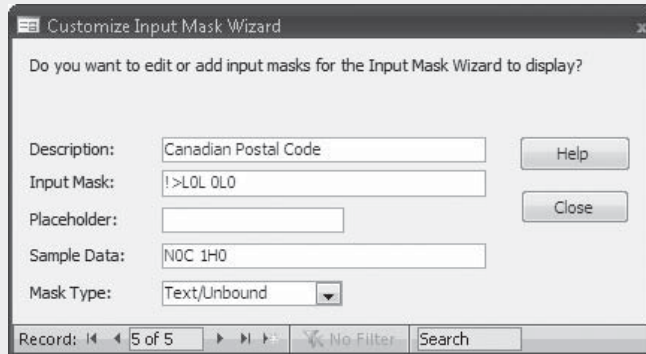 Customize Input Mask Wizard
x
Do you want to edit or add input masks for the Input Mask Wizard to display?
Description: Canadian Postal Code
Help
Input Mask: !>L0L 0L0
Close
Placeholder:
Sample Data: N0C 1H0
Mask Type: Text/Unbound
Record: 5 of 5 No Filter Search